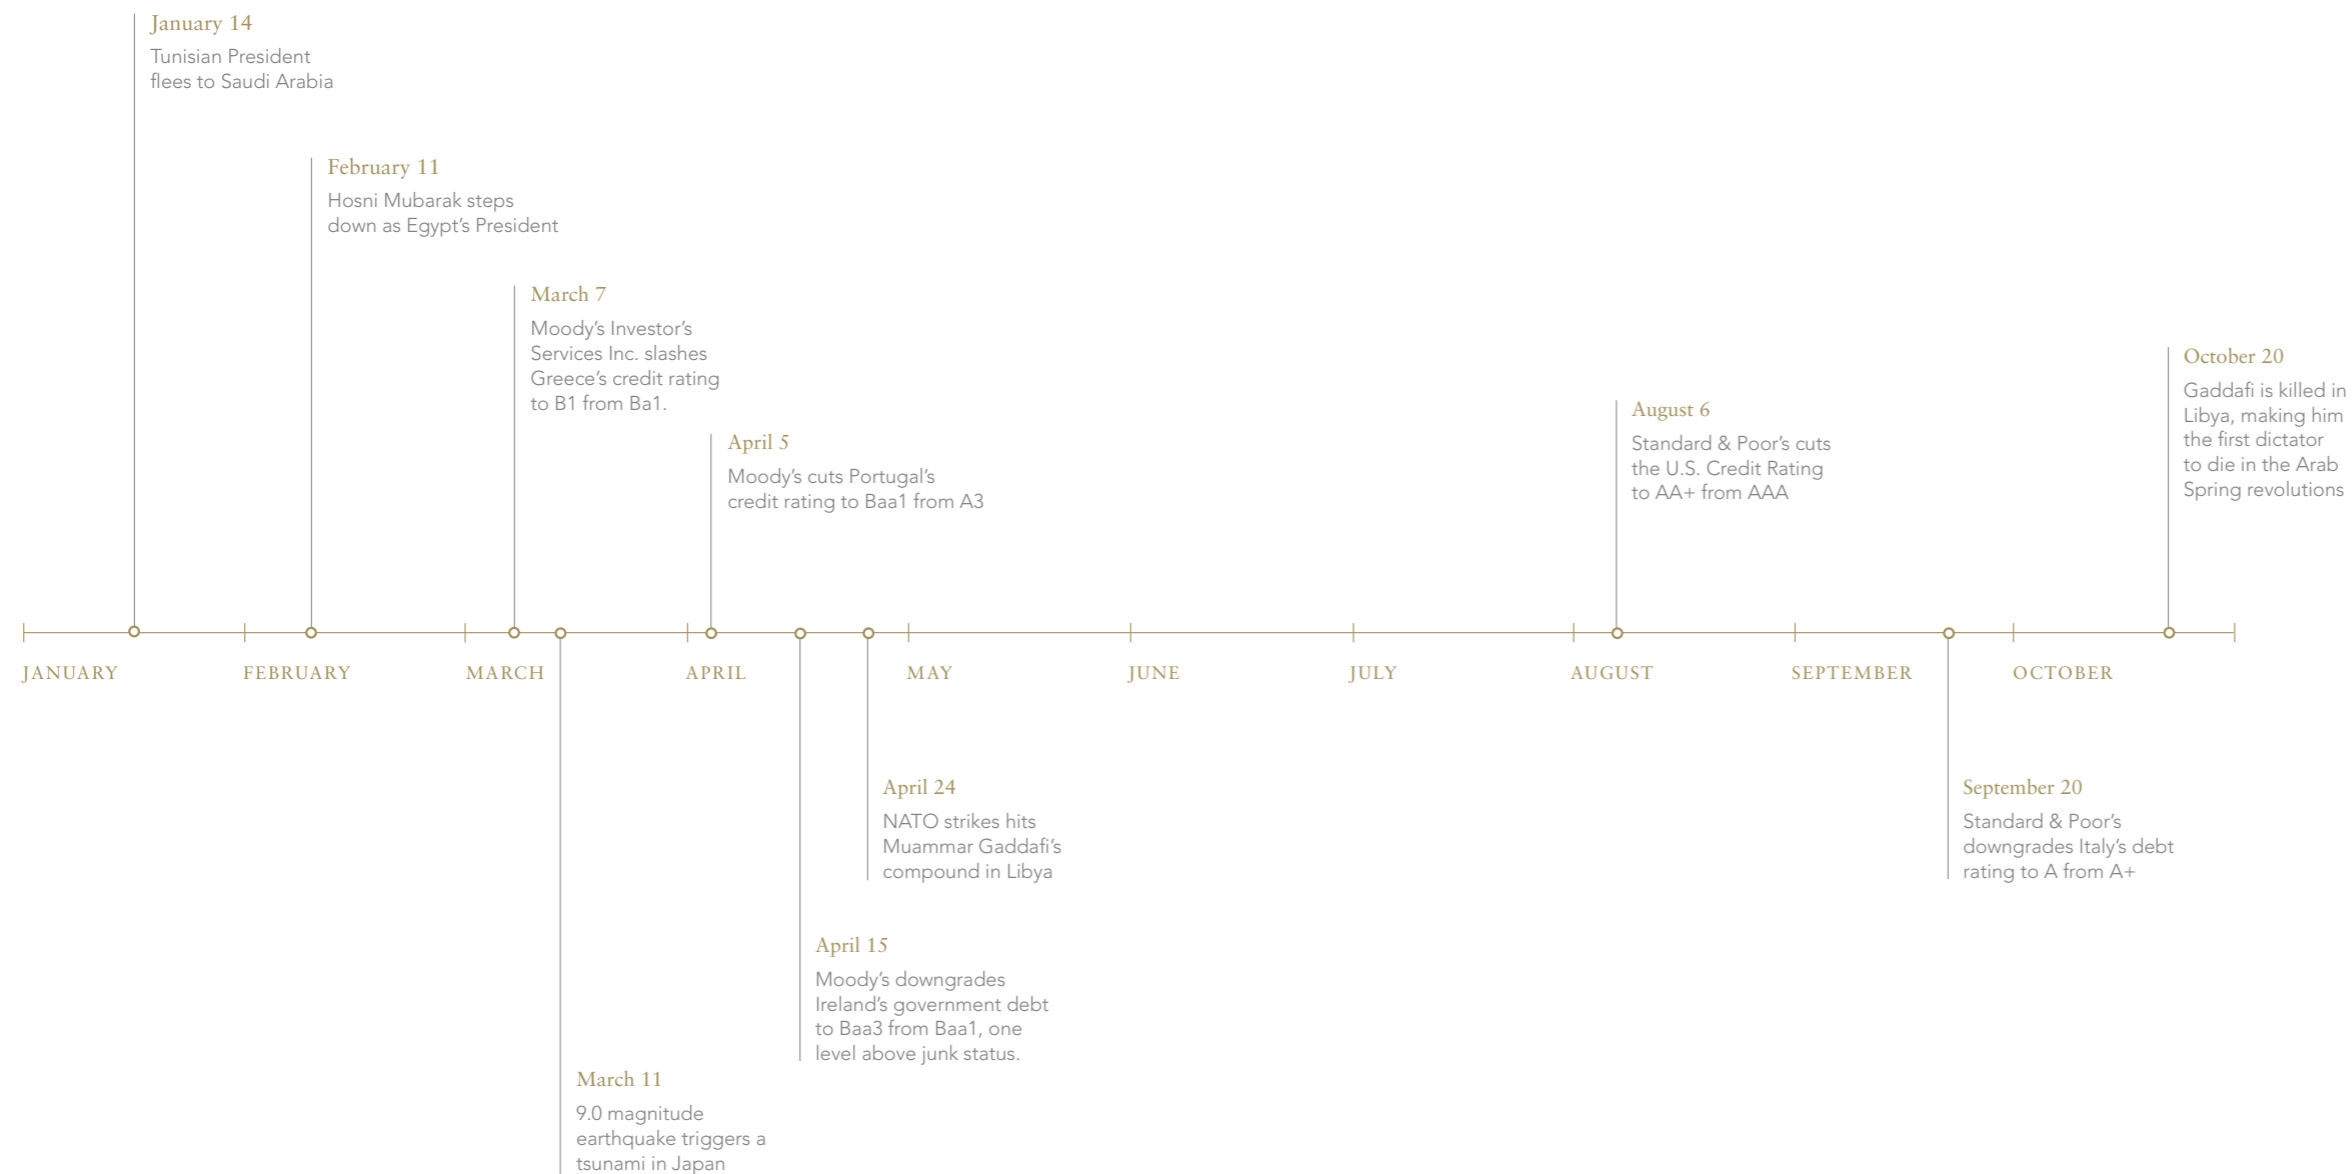 January 14
Tunisian President
flees to Saudi Arabia
February 11
Hosni Mubarak steps
down as Egypt’s President
March 7
Moody’s Investor’s
Services Inc. slashes
Greece’s credit rating
to B1 from Ba1.
April 5
Moody’s cuts Portugal’s
credit rating to Baa1 from A3
August 6
Standard & Poor’s cuts
the U.S. Credit Rating
to AA+ from AAA
October 20
Gaddafi is killed in
Libya, making him
the first dictator
to die in the Arab
Spring revolutions
JANUARY
FEBRUARY
MARCH
APRIL
MAY
JUNE
JULY
AUGUST
SEPTEMBER
OCTOBER
March 11
9.0 magnitude
earthquake triggers a
tsunami in Japan
April 15
Moody’s downgrades
Ireland’s government debt
to Baa3 from Baa1, one
level above junk status.
April 24
NATO strikes hits
Muammar Gaddafi’s
compound in Libya
September 20
Standard & Poor’s
downgrades Italy’s debt
rating to A from A+